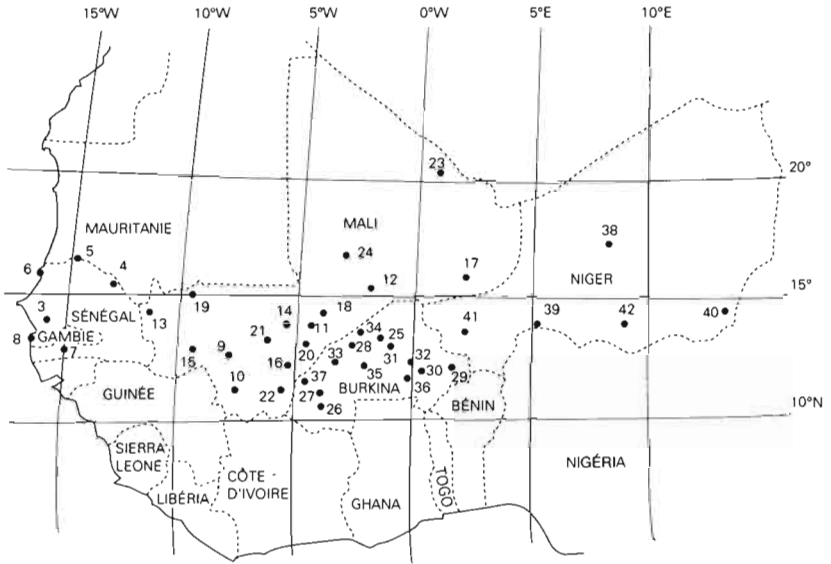 15°W 10°W 5°W 0°W 5°E 10°E
23
20°
MAURITANIE
MALI
38
6
5
4
24
17
NIGER
12
15°
3
SÉNÉGAL
13
19
14
18
41
39
42
40
8
GAMBIE
7
21
11
34
25
15
9
20
28
31
16
33
35
32
30
29
10
22
37
BURKINA
36
27
26
GUINÉE
BÉNIN
10°N
SIERRA
LEONE
LIBÉRIA
CÔTE -
D'IVOIRE
GHANA
TOGO
NIGÉRIA